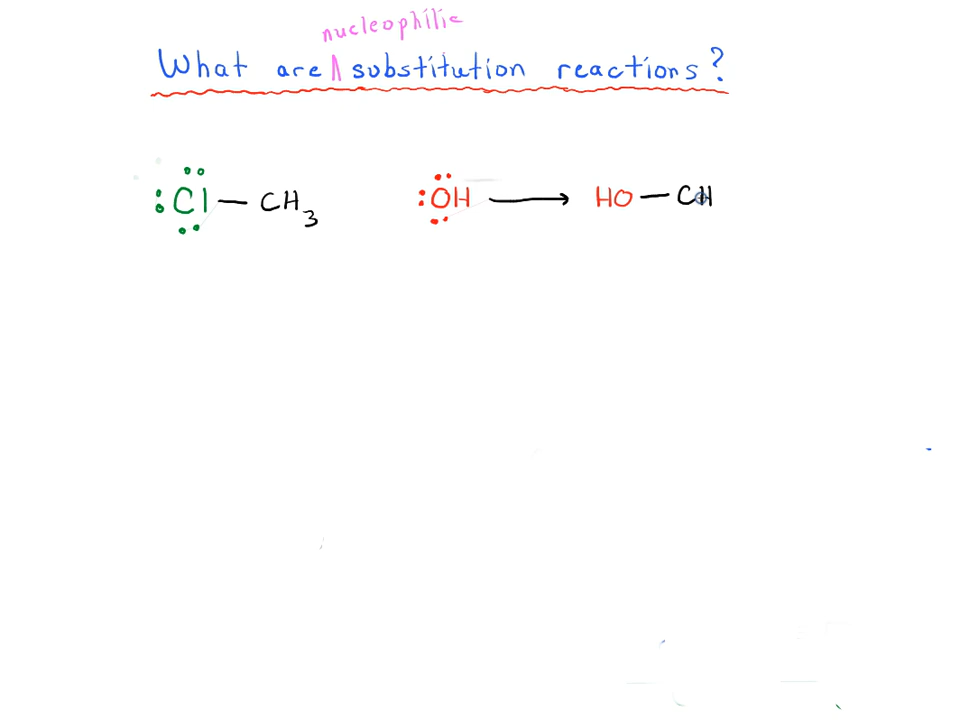 nucleophilic
What are ∧ substitution reactions?
:Cl — CH3 :OH ⟶ HO — CH